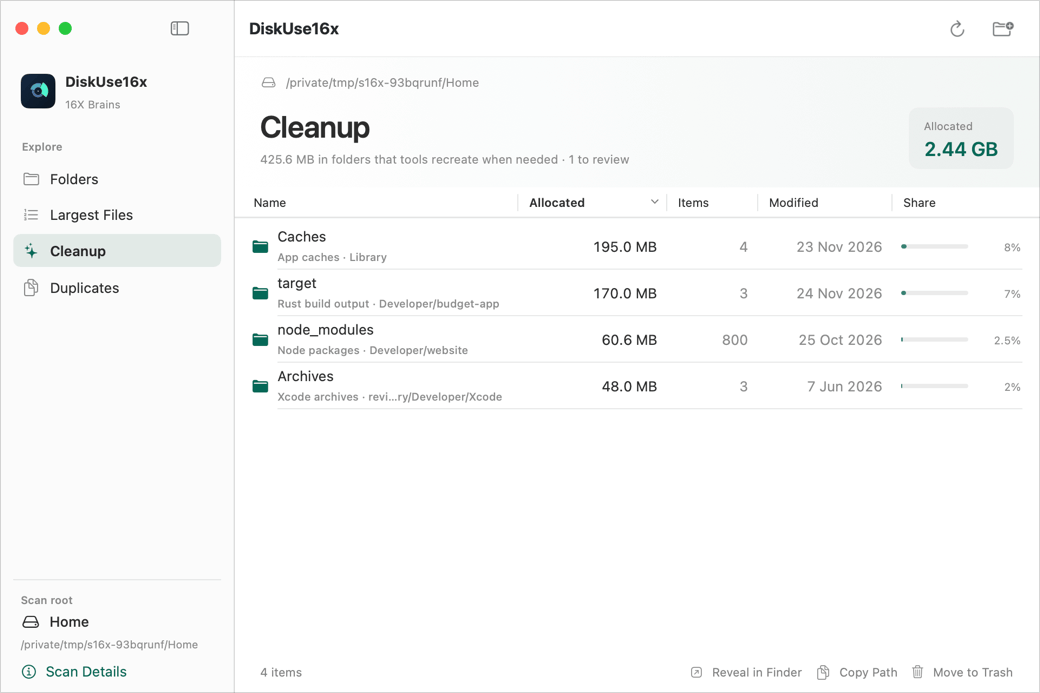 DiskUse16x
DiskUse16x
16X Brains
Explore
Folders
Largest Files
Cleanup
Duplicates
Scan root
Home
/private/tmp/s16x-93bqrunf/Home
Scan Details
/private/tmp/s16x-93bqrunf/Home
Cleanup
425.6 MB in folders that tools recreate when needed · 1 to review
Allocated
2.44 GB
Name Allocated Items Modified Share
Caches
App caches · Library
195.0 MB 4 23 Nov 2026 8%
target
Rust build output · Developer/budget-app
170.0 MB 3 24 Nov 2026 7%
node_modules
Node packages · Developer/website
60.6 MB 800 25 Oct 2026 2.5%
Archives
Xcode archives · revi...ry/Developer/Xcode
48.0 MB 3 7 Jun 2026 2%
4 items
Reveal in Finder Copy Path Move to Trash